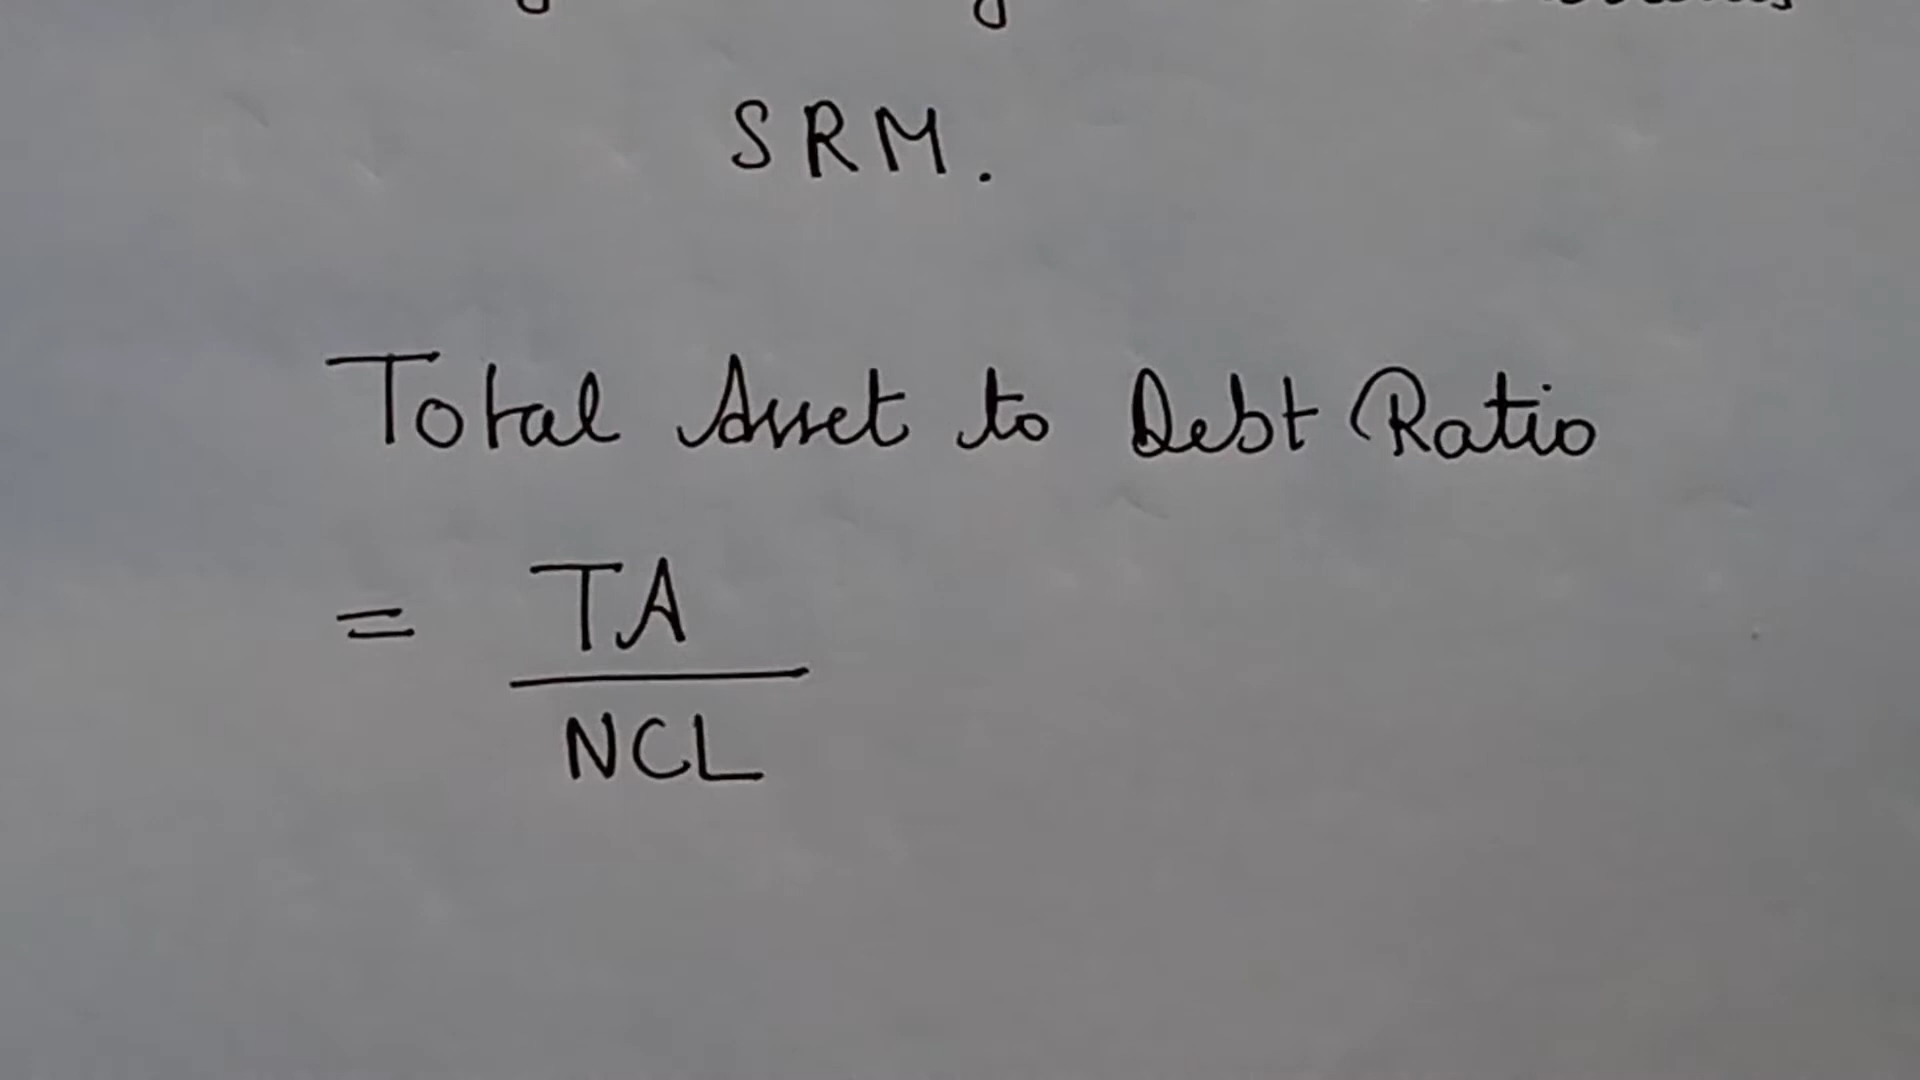 SRM.
Total Asset to Debt Ratio
= TA
NCL